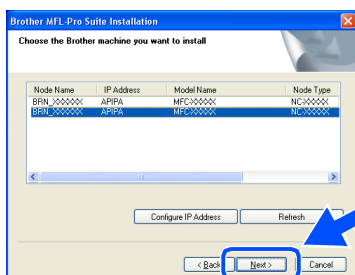 Brother MFL-Pro Suite Installation
Choose the Brother machine you want to install
Node Name IP Address Model Name Node Type
BRN_XXXXXX APIPA MFC-XXXXX NC-XXXX
BRN_XXXXXX APIPA MFC-XXXXX NC-XXXX
Configure IP Address Refresh
< Back Next > Cancel